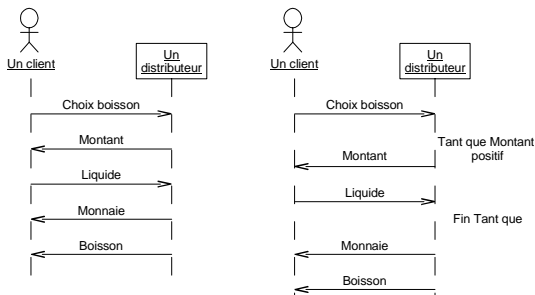 Un client
Un
distributeur
Choix boisson
Montant
Liquide
Monnaie
Boisson
Un client
Un
distributeur
Choix boisson
Tant que Montant
positif
Montant
Liquide
Fin Tant que
Monnaie
Boisson